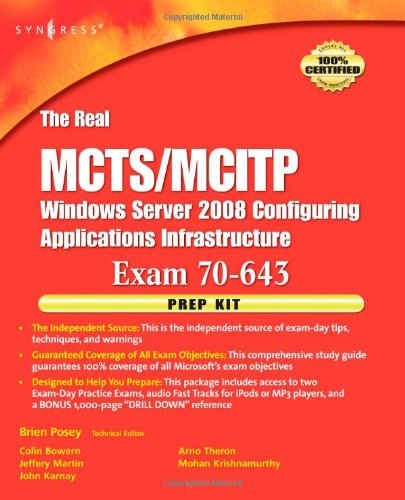 SYNGRESS®
100%
CERTIFIED
The Real
MCTS/MCITP
Windows Server 2008 Configuring
Applications Infrastructure
Exam 70-643
PREP KIT
• The Independent Source: This is the independent source of exam-day tips,
techniques, and warnings
• Guaranteed Coverage of All Exam Objectives: This comprehensive study guide
guarantees 100% coverage of all Microsoft's exam objectives
• Designed to Help You Prepare: This package includes access to two
Exam-Day Practice Exams, audio Fast Tracks for iPods or MP3 players, and
a BONUS 1,000-page "DRILL DOWN" reference
Brien Posey Technical Editor
Colin Bowern
Jeffery Martin
John Karnay
Arno Theron
Mohan Krishnamurthy